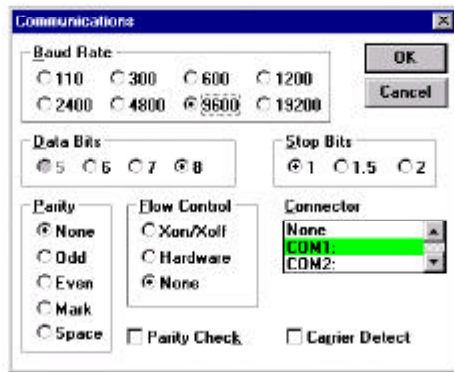 Communications
Baud Rate
110 300 600 1200
2400 4800 9600 19200
OK
Cancel
Data Bits
5 6 7 8
Stop Bits
1 1.5 2
Parity
None
Odd
Even
Mark
Space
Flow Control
Xon/Xoff
Hardware
None
Connector
None
COM1:
COM2:
Parity Check
Carrier Detect